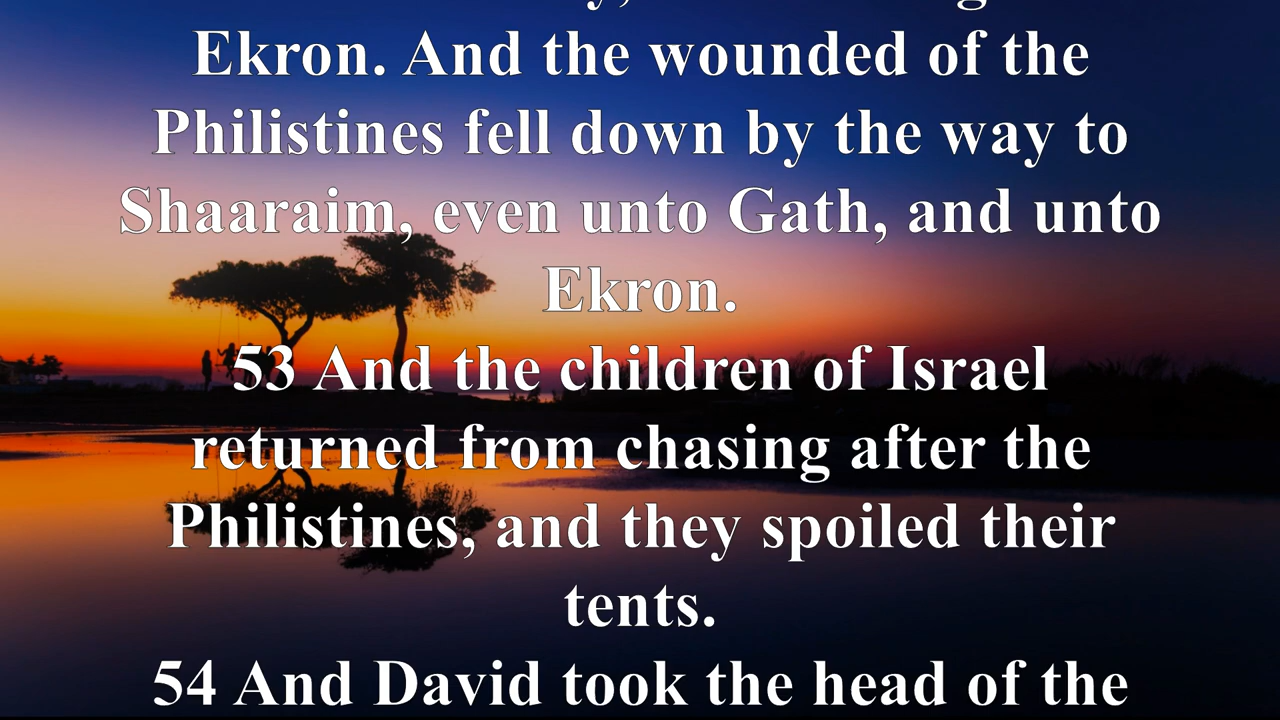 Ekron. And the wounded of the
Philistines fell down by the way to
Shaaraim, even unto Gath, and unto
Ekron.
53 And the children of Israel
returned from chasing after the
Philistines, and they spoiled their
tents.
54 And David took the head of the